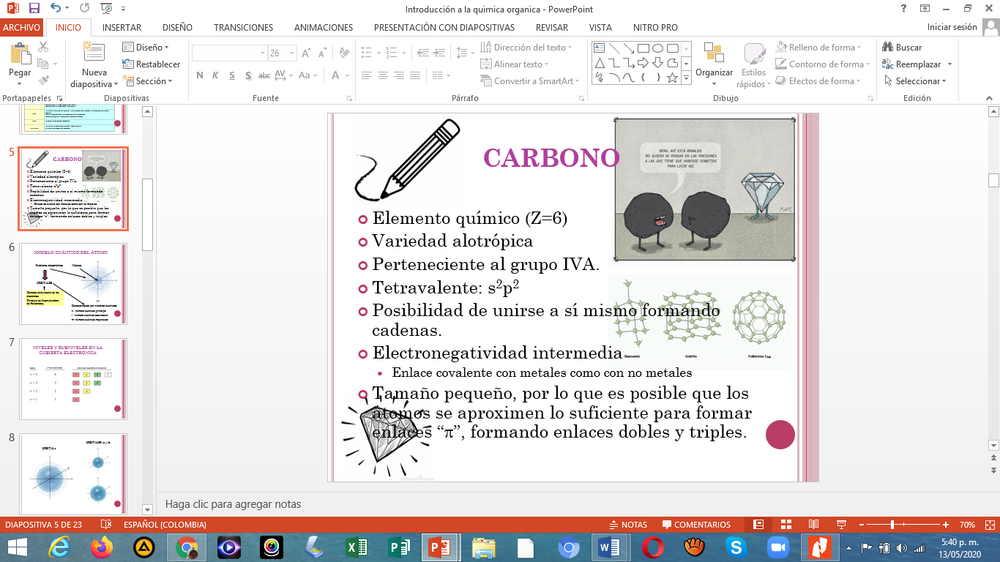 Introducción a la quimica organica - PowerPoint
ARCHIVO INICIO INSERTAR DISEÑO TRANSICIONES ANIMACIONES PRESENTACIÓN CON DIAPOSITIVAS REVISAR VISTA NITRO PRO Iniciar sesión
Pegar
Nueva diapositiva
Diseño
Restablecer
Sección
26
N K S S abc AV Aa A
Dirección del texto
Alinear texto
Convertir a SmartArt
Organizar
Estilos rápidos
Relleno de forma
Contorno de forma
Efectos de forma
Buscar
Reemplazar
Seleccionar
Portapapeles Diapositivas Fuente Párrafo Dibujo Edición
5
CARBONO
6
MODELO CUÁNTICO DEL ÁTOMO
ORBITALES
7
NIVELES Y SUBNIVELES EN LA
CUBIERTA ELECTRÓNICA
8
ORBITAL s
CARBONO
MIRA, AHÍ ESTÁ ARNALDO.
NO QUIERO NI PENSAR EN LAS PRESIONES
A LAS QUE TIENE QUE HABERSE SOMETIDO
PARA LUCIR ASÍ.
Elemento químico (Z=6)
Variedad alotrópica
Perteneciente al grupo IVA.
Tetravalente: s²p²
Posibilidad de unirse a sí mismo formando
cadenas.
Electronegatividad intermedia
Enlace covalente con metales como con no metales
Tamaño pequeño, por lo que es posible que los
átomos se aproximen lo suficiente para formar
enlaces “π”, formando enlaces dobles y triples.
Diamante Grafito Fullereno C60
Haga clic para agregar notas
DIAPOSITIVA 5 DE 23 ESPAÑOL (COLOMBIA) NOTAS COMENTARIOS 70%
5:40 p. m.
13/05/2020